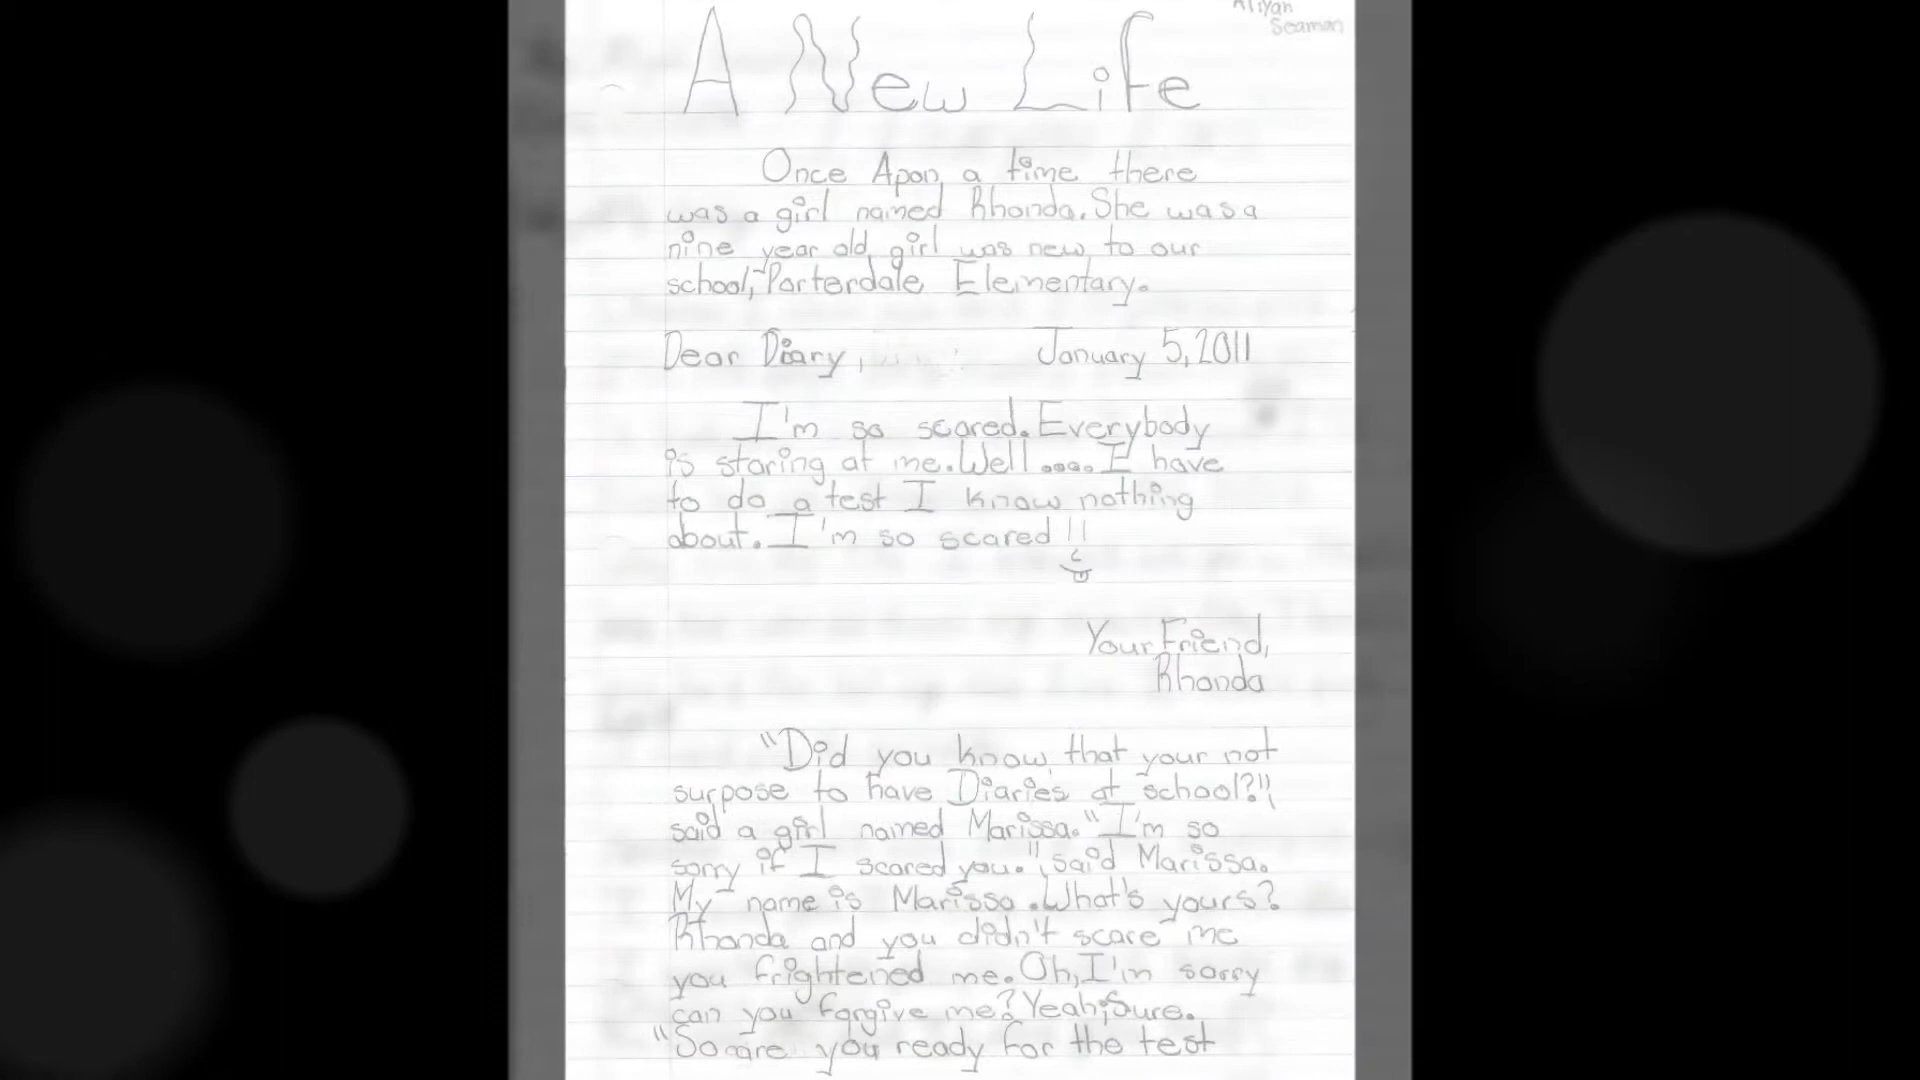 Aliyan
Seamon
A New Life
Once Apon a time there
was a girl named Rhonda. She was a
nine year old girl was new to our
school, Porterdale Elementary.
Dear Diary, January 5, 2011
I'm so scared. Everybody
is staring at me. Well .... I have
to do a test I know nothing
about. I'm so scared !!
Your Friend,
Rhonda
"Did you know that your not
surpose to have Diaries at school?",
said a girl named Marissa. "I'm so
sorry if I scared you.", said Marissa.
My name is Marissa. What's yours?
Rhonda and you didn't scare me
you frightened me. Oh, I'm sorry
can you forgive me? Yeah, Sure.
"So are you ready for the test